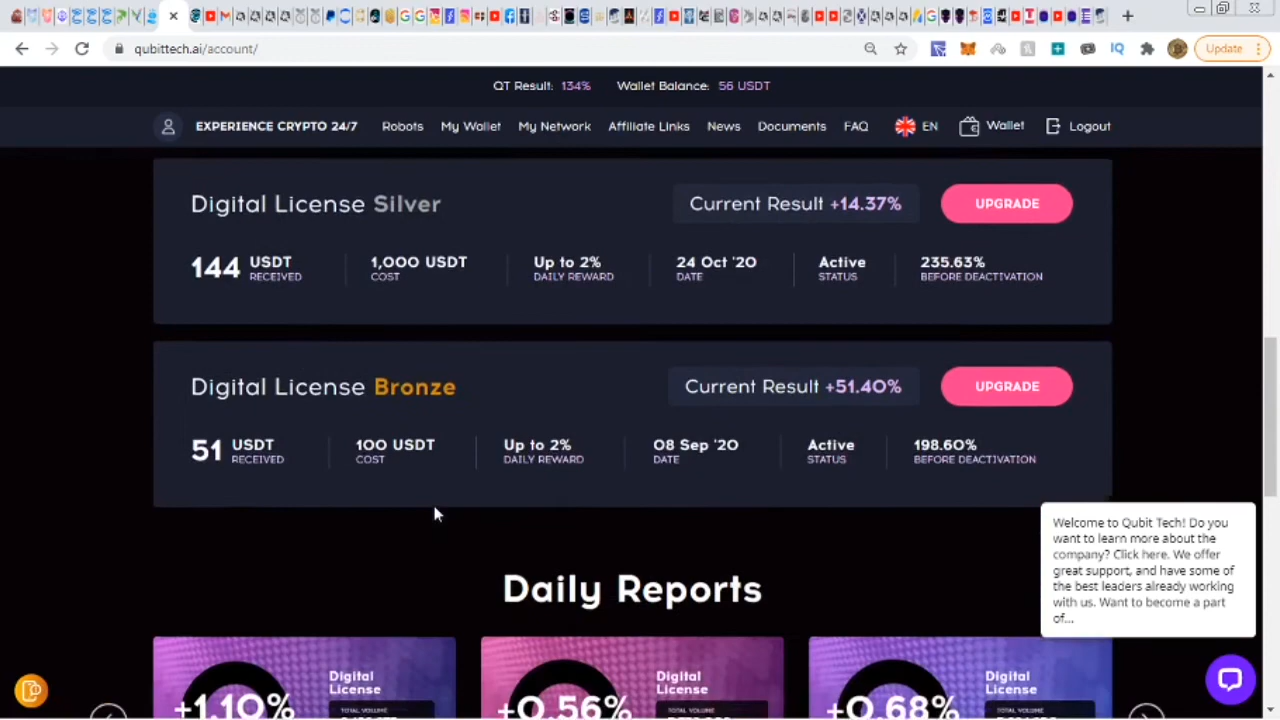 qubittech.ai/account/
Update
QT Result: 134% Wallet Balance: 56 USDT
EXPERIENCE CRYPTO 24/7 Robots My Wallet My Network Affiliate Links News Documents FAQ EN Wallet Logout
Digital License Silver Current Result +14.37% UPGRADE
144 USDT RECEIVED
1,000 USDT COST
Up to 2% DAILY REWARD
24 Oct '20 DATE
Active STATUS
235.63% BEFORE DEACTIVATION
Digital License Bronze Current Result +51.40% UPGRADE
51 USDT RECEIVED
100 USDT COST
Up to 2% DAILY REWARD
08 Sep '20 DATE
Active STATUS
198.60% BEFORE DEACTIVATION
Welcome to Qubit Tech! Do you
want to learn more about the
company? Click here. We offer
great support, and have some of
the best leaders already working
with us. Want to become a part
of...
Daily Reports
+1.10% Digital License TOTAL VOLUME
+0.56% Digital License TOTAL VOLUME
+0.68% Digital License TOTAL VOLUME